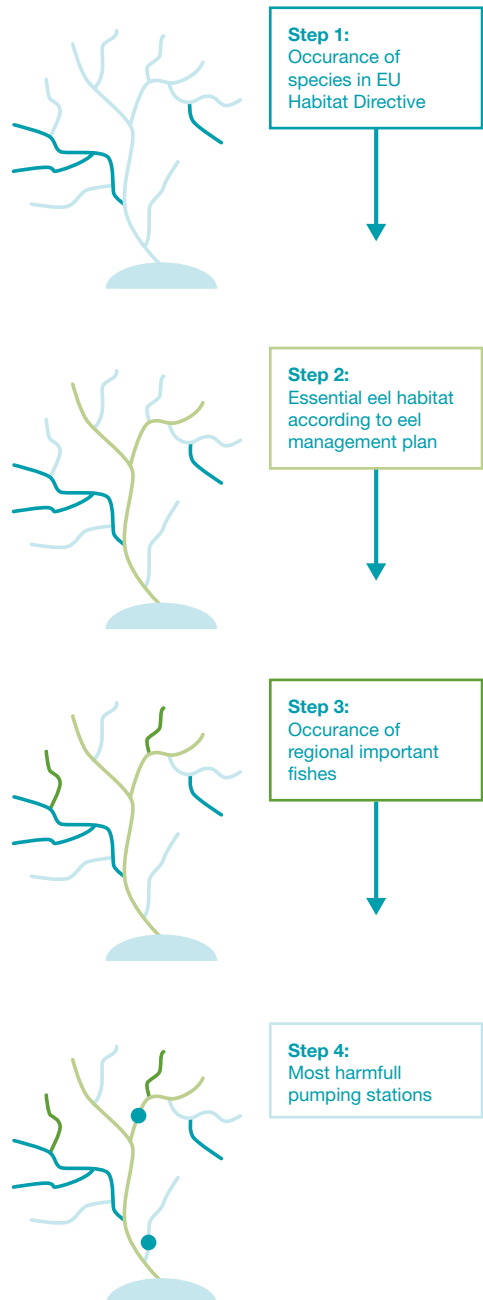 Step 1:
Occurance of
species in EU
Habitat Directive
Step 2:
Essential eel habitat
according to eel
management plan
Step 3:
Occurance of
regional important
fishes
Step 4:
Most harmfull
pumping stations